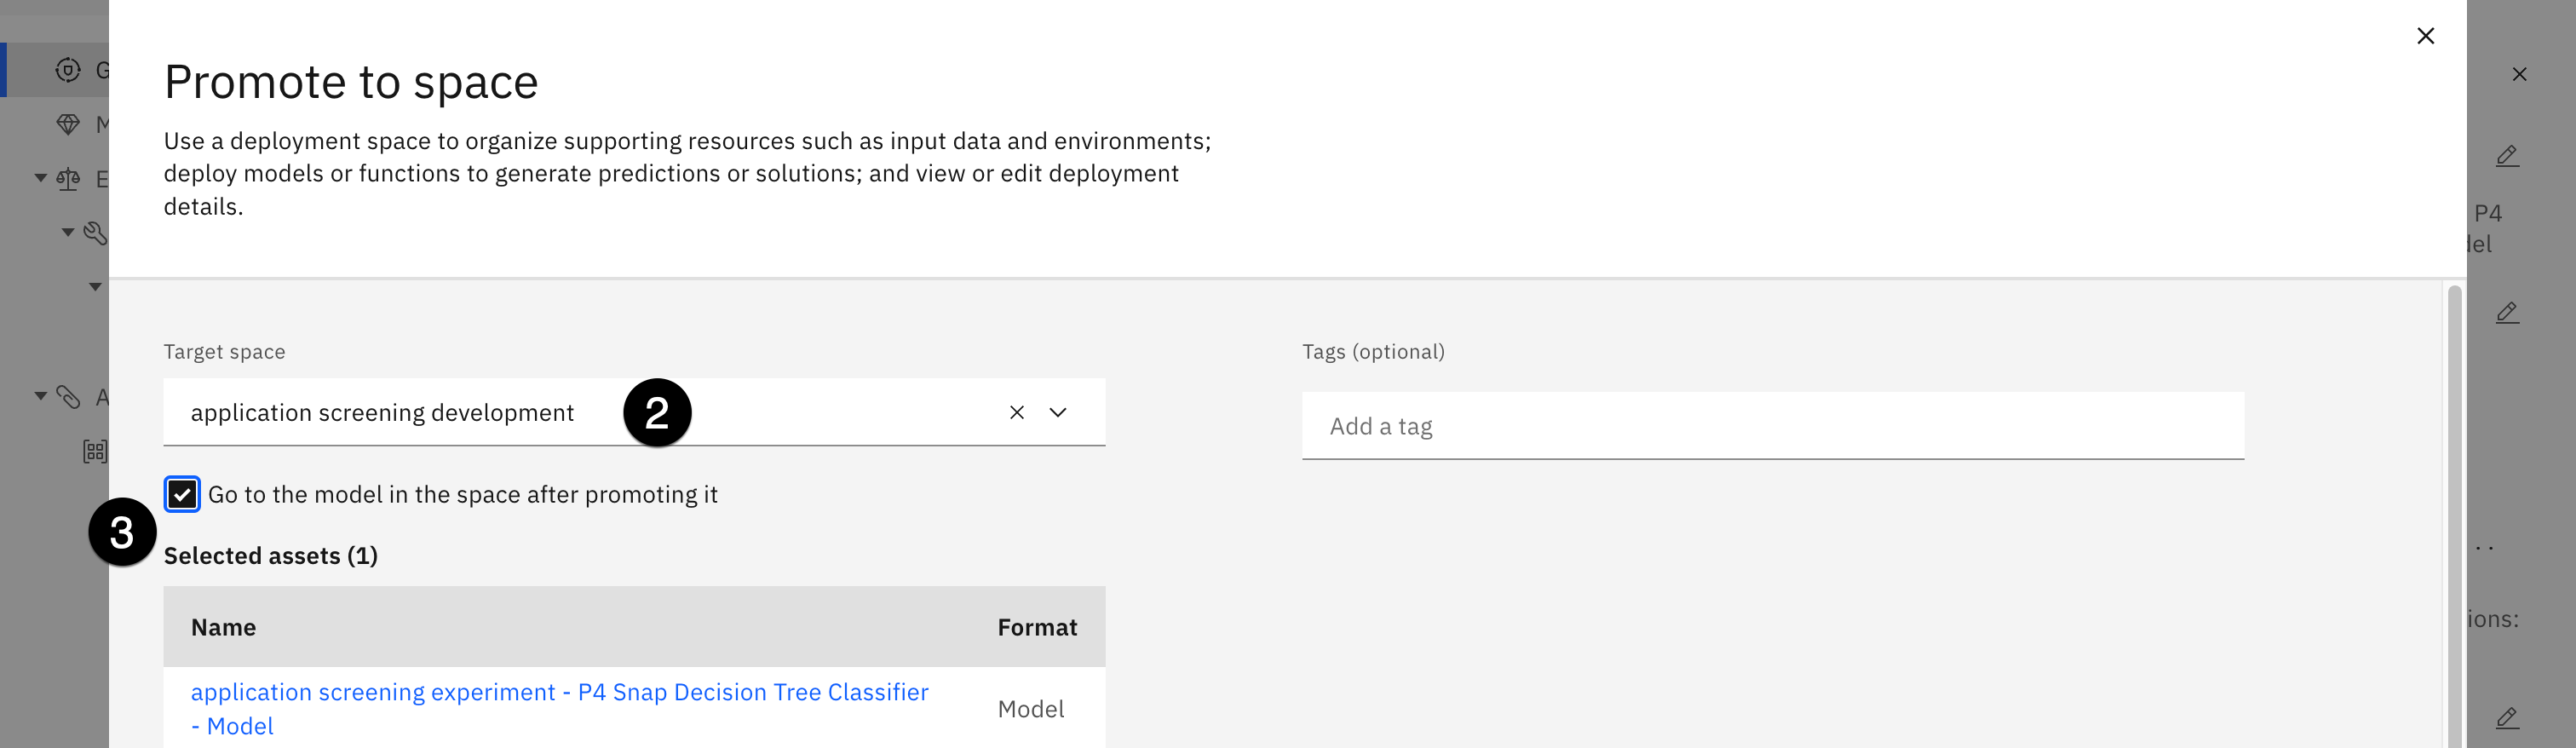 G
Promote to space
M
Use a deployment space to organize supporting resources such as input data and environments;
deploy models or functions to generate predictions or solutions; and view or edit deployment
details.
E
P4
del
Target space
Tags (optional)
application screening development
2
Add a tag
A
Go to the model in the space after promoting it
3
Selected assets (1)
..
Name
Format
ions:
application screening experiment - P4 Snap Decision Tree Classifier
- Model
Model